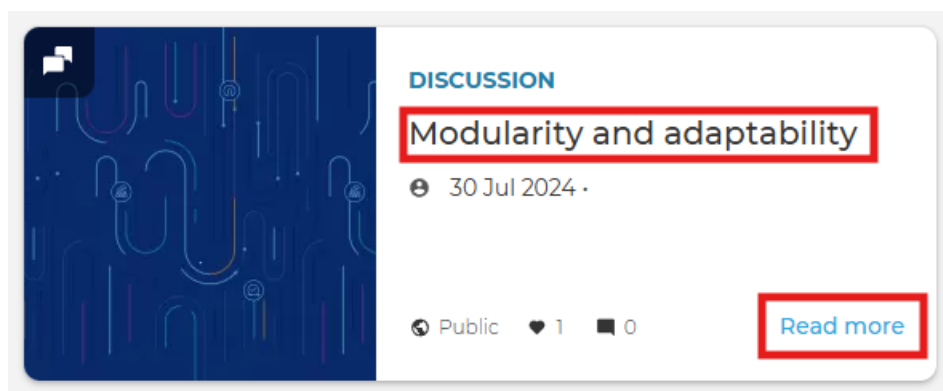 DISCUSSION
Modularity and adaptability
30 Jul 2024 •
Public 1 0 Read more